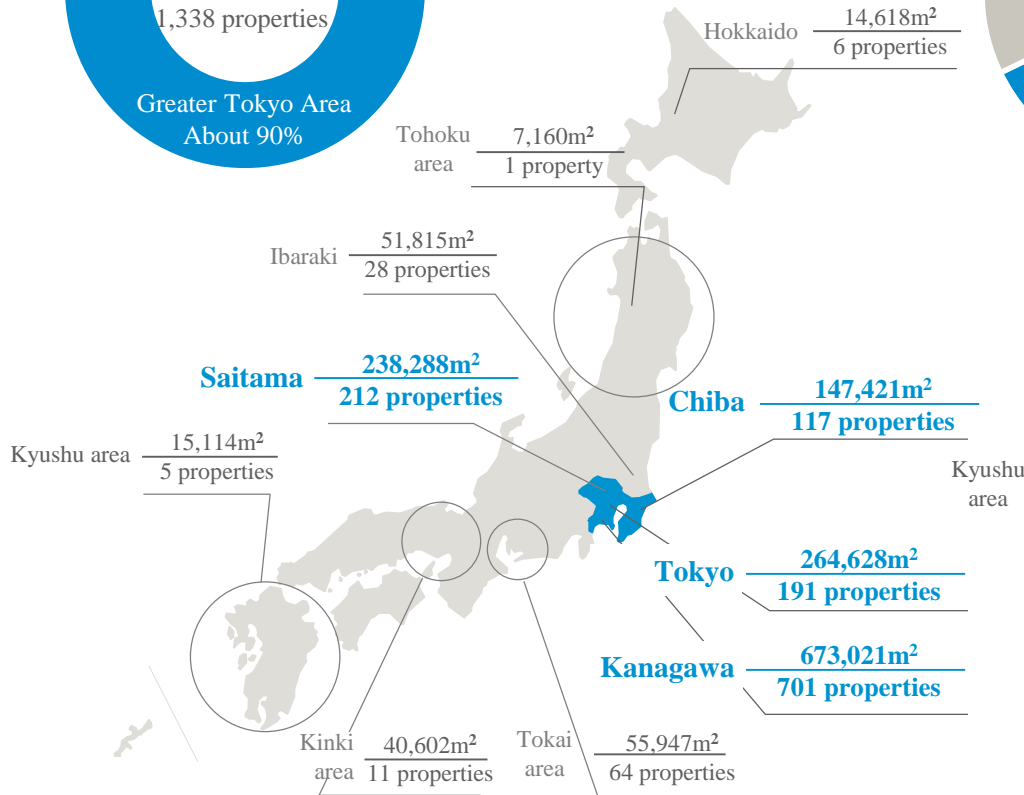 1,338 properties
Greater Tokyo Area
About 90%
Hokkaido
14,618m²
6 properties
Tohoku
area
7,160m²
1 property
Ibaraki
51,815m²
28 properties
Saitama
238,288m²
212 properties
Chiba
147,421m²
117 properties
Kyushu area
15,114m²
5 properties
Kyushu
area
Tokyo
264,628m²
191 properties
Kanagawa
673,021m²
701 properties
Kinki
area
40,602m²
11 properties
Tokai
area
55,947m²
64 properties